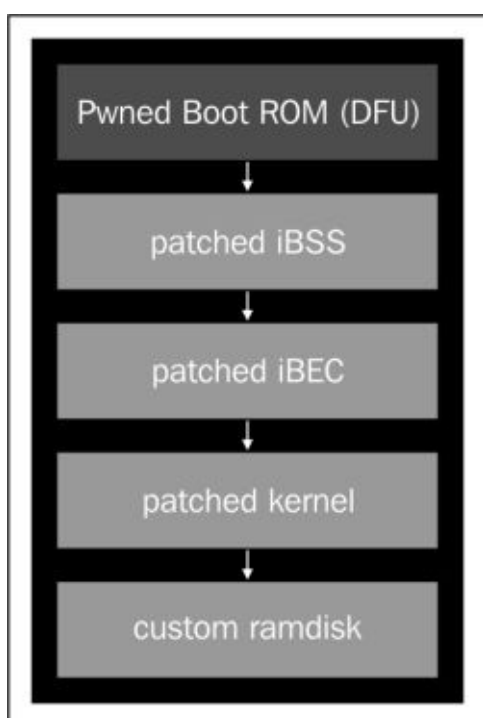 Pwned Boot ROM (DFU)
patched iBSS
patched iBEC
patched kernel
custom ramdisk